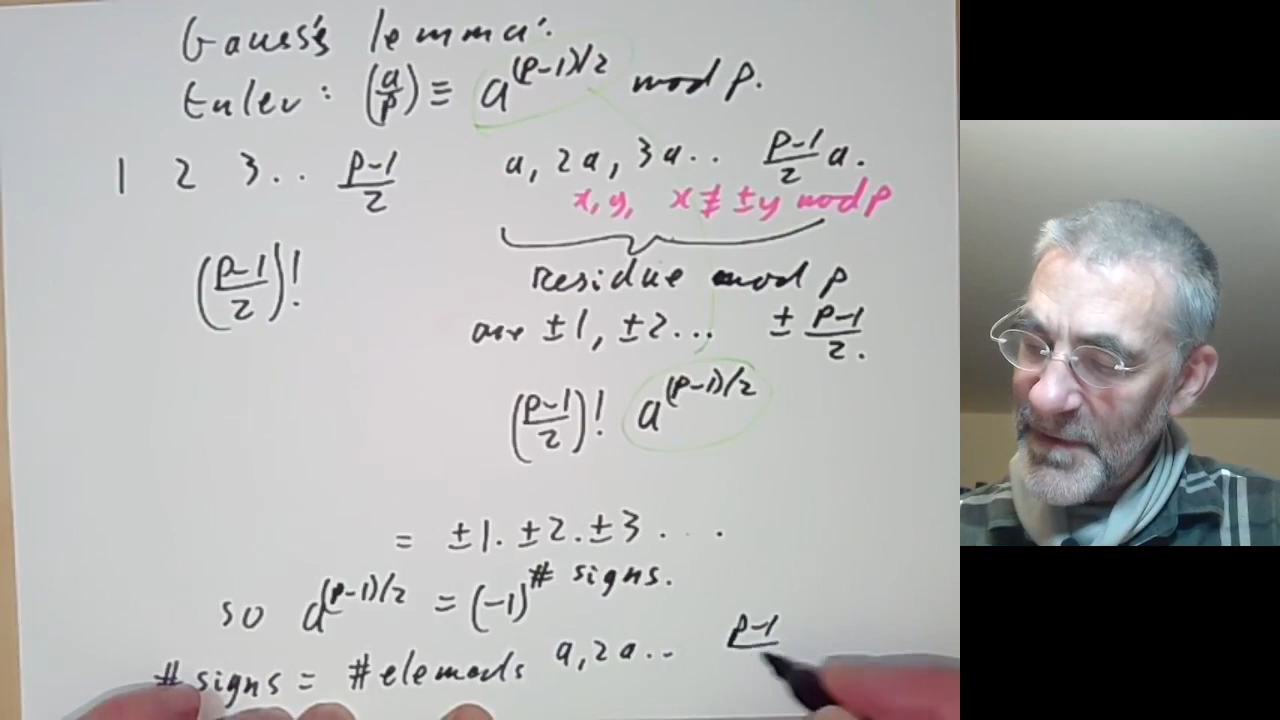 Gauss's lemma:
Euler: (a/p) ≡ a^{(p-1)/2} mod p.
1 2 3 .. (p-1)/2 a, 2a, 3a .. (p-1)/2 a.
x, y, x ≢ ±y mod p
residue mod p
are ±1, ±2 ... ± (p-1)/2.
((p-1)/2)!
((p-1)/2)! a^{(p-1)/2}
= ±1. ±2. ±3 . . .
so a^{(p-1)/2} = (-1)^{# signs.}
# signs = # elements a, 2a .. p-1